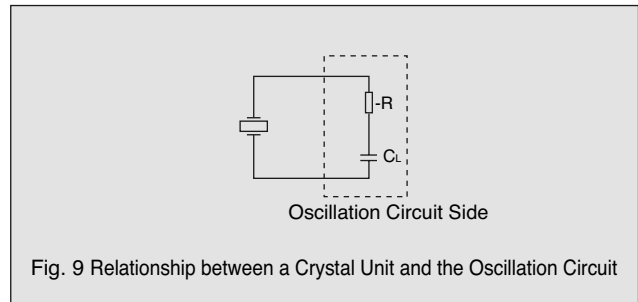 -R
CL
Oscillation Circuit Side
Fig. 9 Relationship between a Crystal Unit and the Oscillation Circuit